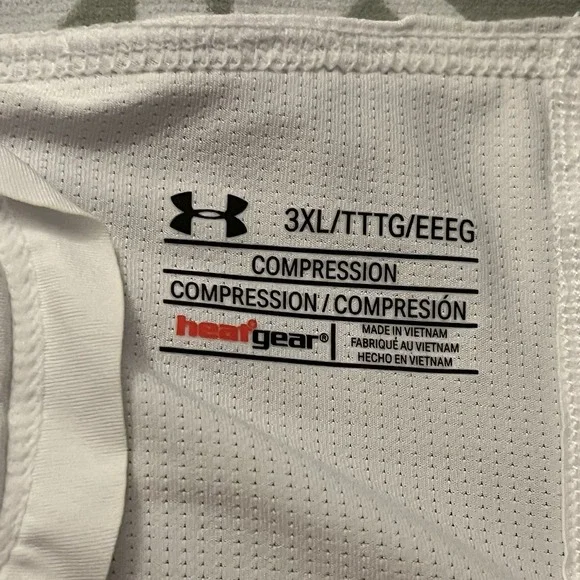 3XL/TTTG/EEEG
COMPRESSION
COMPRESSION / COMPRESIÓN
heatgear®
MADE IN VIETNAM
FABRIQUÉ AU VIETNAM
HECHO EN VIETNAM